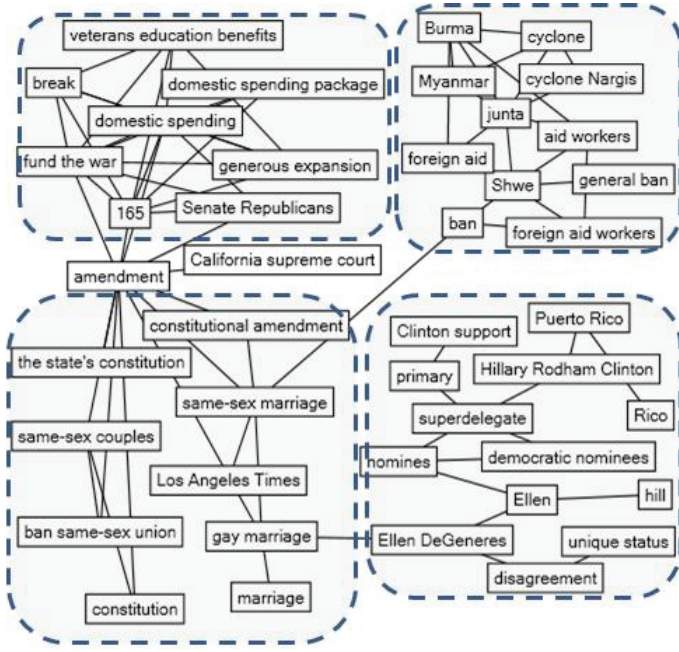 veterans education benefits
break
domestic spending package
domestic spending
fund the war
generous expansion
165
Senate Republicans
Burma
cyclone
Myanmar
cyclone Nargis
junta
aid workers
foreign aid
Shwe
general ban
ban
foreign aid workers
amendment
California supreme court
constitutional amendment
the state's constitution
same-sex marriage
same-sex couples
Los Angeles Times
ban same-sex union
gay marriage
constitution
marriage
Puerto Rico
Clinton support
primary
Hillary Rodham Clinton
superdelegate
Rico
nomines
democratic nominees
Ellen
hill
Ellen DeGeneres
unique status
disagreement